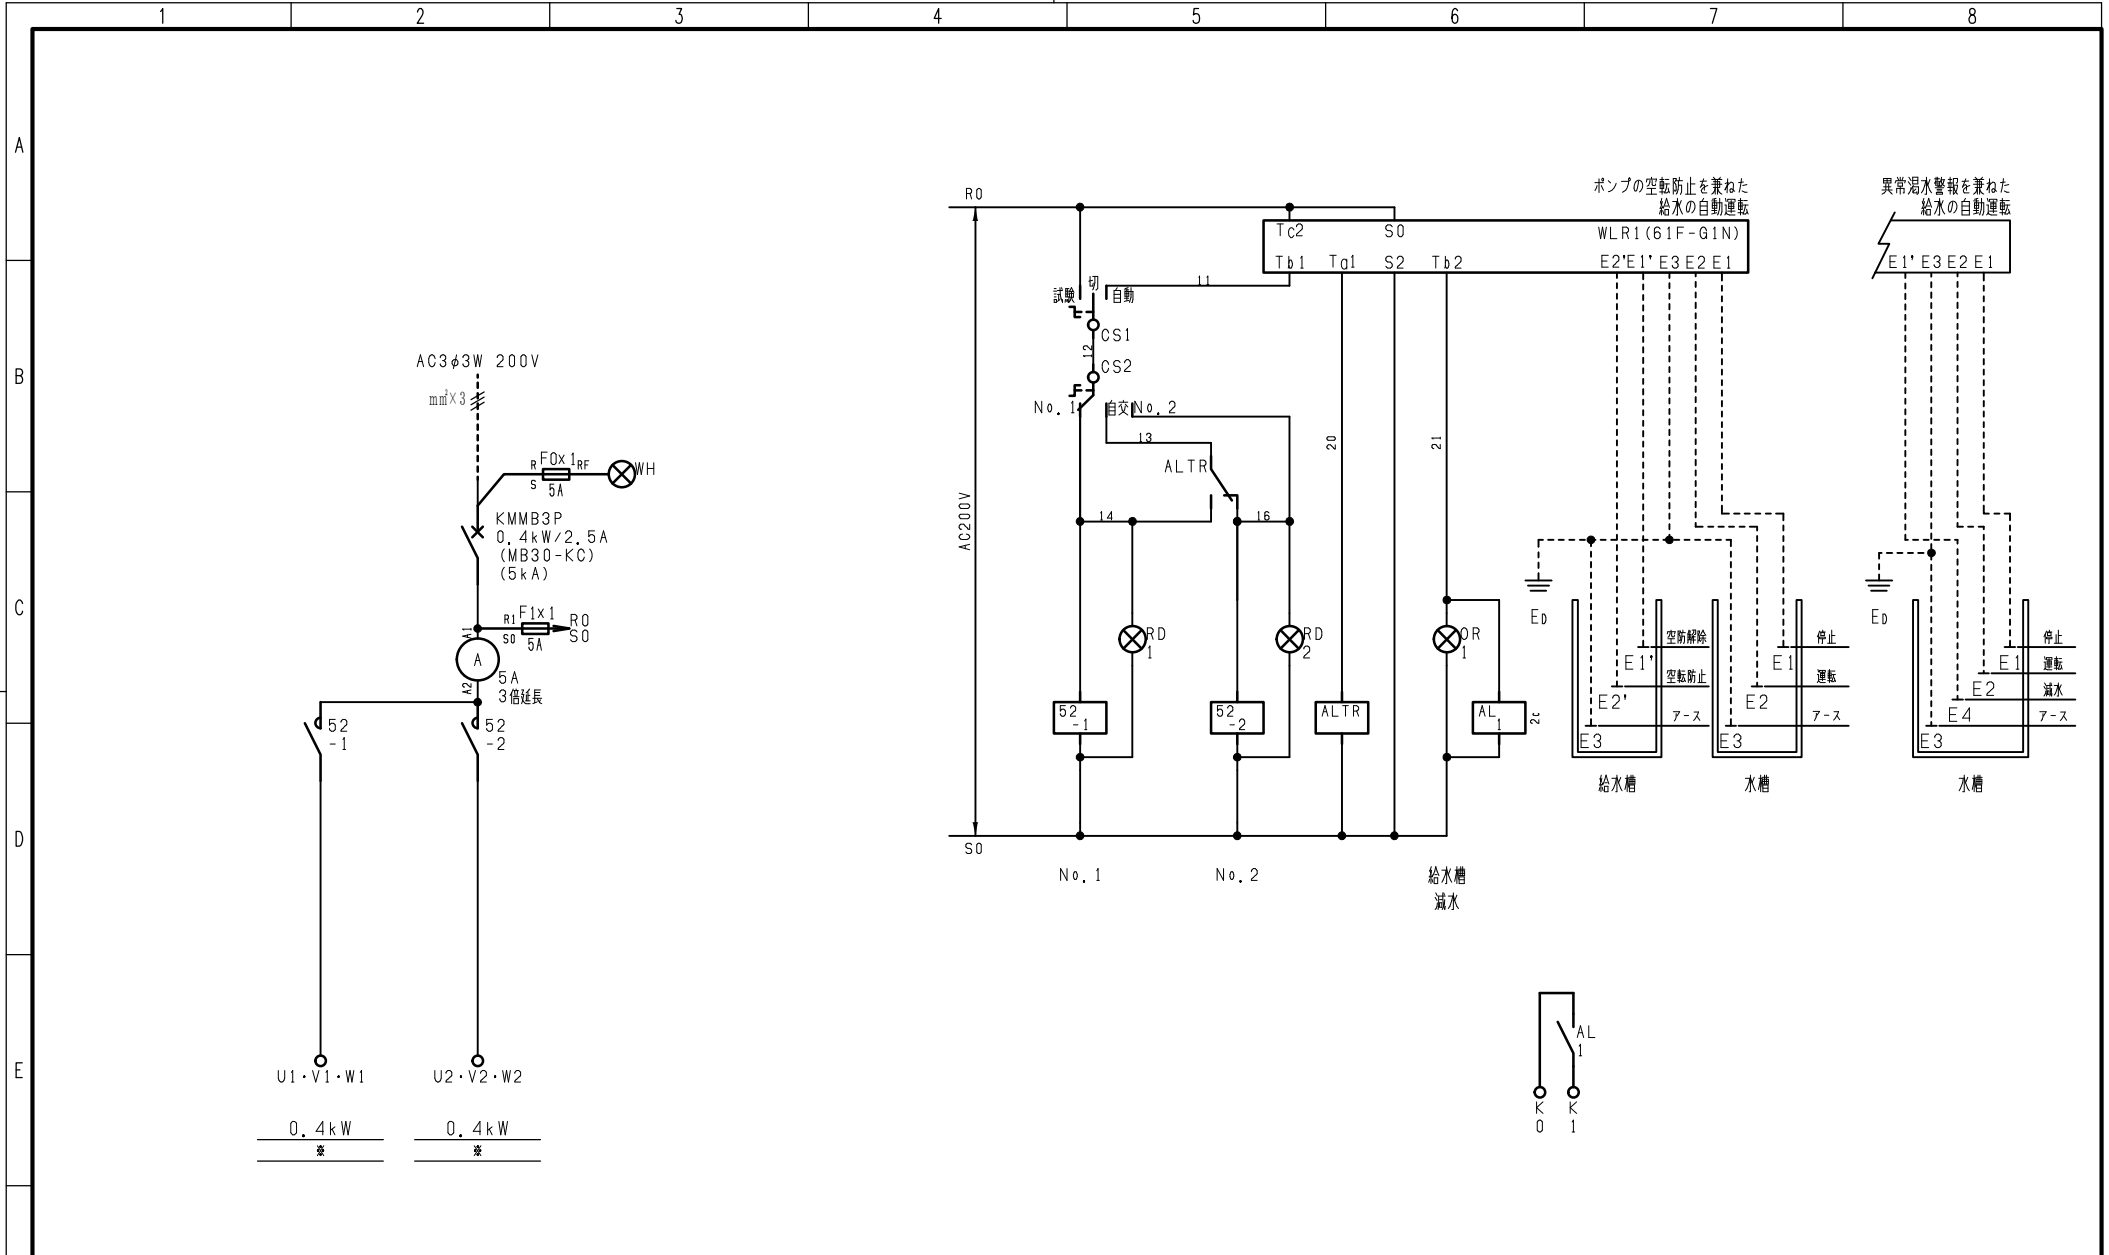 1 2 3 4 5 6 7 8
A
B
C
D
E
AC3φ3W 200V
mm²×3
R F0x1 RF
S 5A
WH
KMMB3P
0.4kW/2.5A
(MB30-KC)
(5kA)
A1
R1 F1x1 R0
S0 5A S0
A
A2
5A
3倍延長
52
-1
52
-2
U1・V1・W1
U2・V2・W2
0.4kW
※
0.4kW
※
R0
AC200V
S0
試験 切 自動
11
CS1
12
CS2
No.1 自交 No.2
13
ALTR
14
16
20
21
RD
1
RD
2
OR
1
52
-1
52
-2
ALTR
AL
1
2c
No.1
No.2
給水槽
減水
ポンプの空転防止を兼ねた
給水の自動運転
Tc2 S0 WLR1(61F-G1N)
Tb1 Ta1 S2 Tb2 E2' E1' E3 E2 E1
ED
空防解除
E1'
空転防止
E2'
アース
E3
給水槽
停止
E1
運転
E2
アース
E3
水槽
異常渇水警報を兼ねた
給水の自動運転
E1' E3 E2 E1
ED
停止
E1
運転
E2
減水
E4
アース
E3
水槽
AL
1
K K
0 1